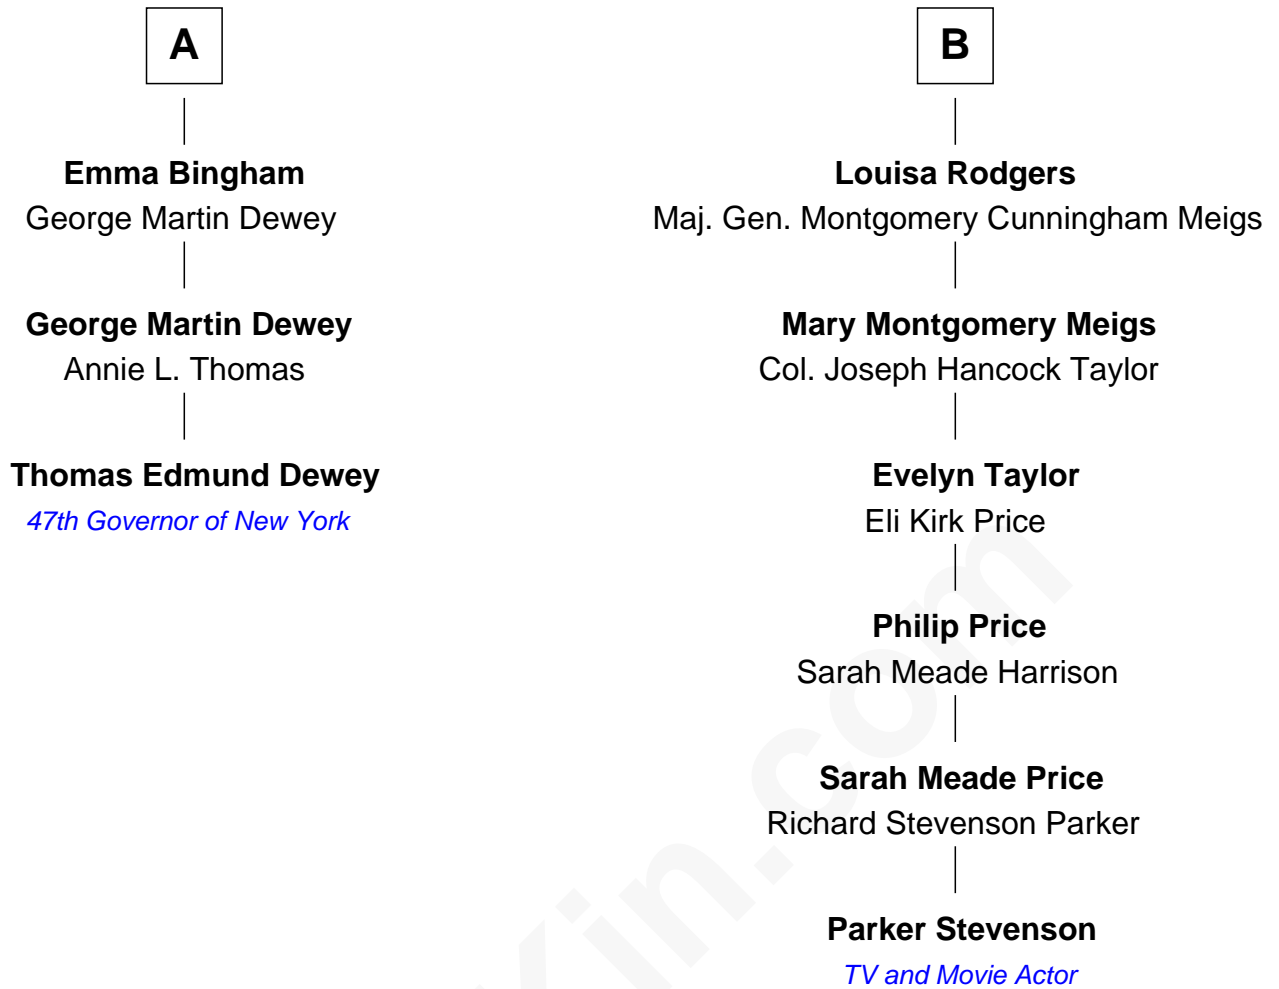 A
Emma Bingham
George Martin Dewey
George Martin Dewey
Annie L. Thomas
Thomas Edmund Dewey
47th Governor of New York
B
Louisa Rodgers
Maj. Gen. Montgomery Cunningham Meigs
Mary Montgomery Meigs
Col. Joseph Hancock Taylor
Evelyn Taylor
Eli Kirk Price
Philip Price
Sarah Meade Harrison
Sarah Meade Price
Richard Stevenson Parker
Parker Stevenson
TV and Movie Actor
Kin.com